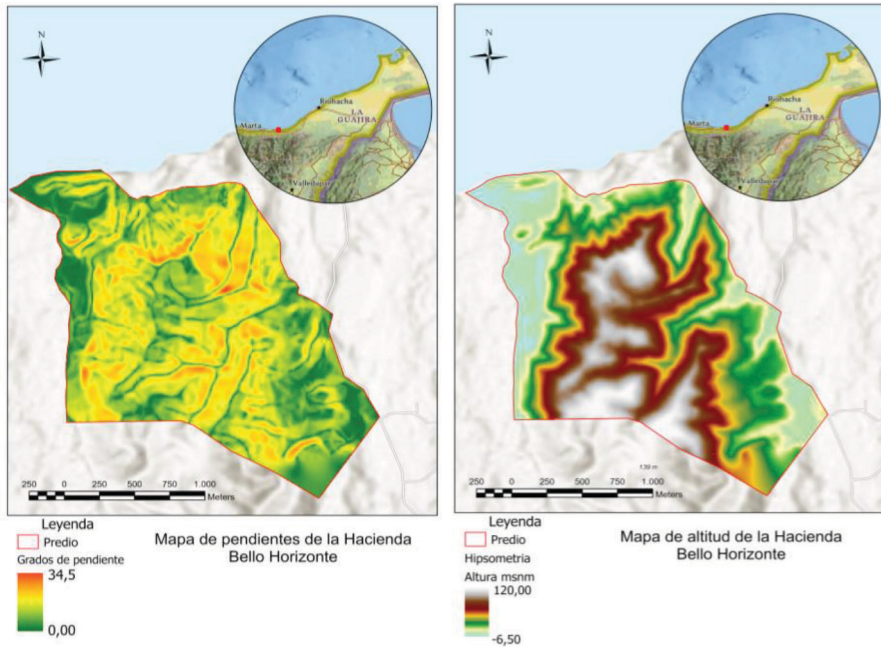 N
Riohacha
LA
GUAJIRA
Marta
Valledupar
250 0 250 500 750 1.000
Meters
Leyenda
Predio
Grados de pendiente
34,5
0,00
Mapa de pendientes de la Hacienda
Bello Horizonte
N
Riohacha
LA
GUAJIRA
Marta
Valledupar
139 m
250 0 250 500 750 1.000
Meters
Leyenda
Predio
Hipsometría
Altura msnm
120,00
-6,50
Mapa de altitud de la Hacienda
Bello Horizonte